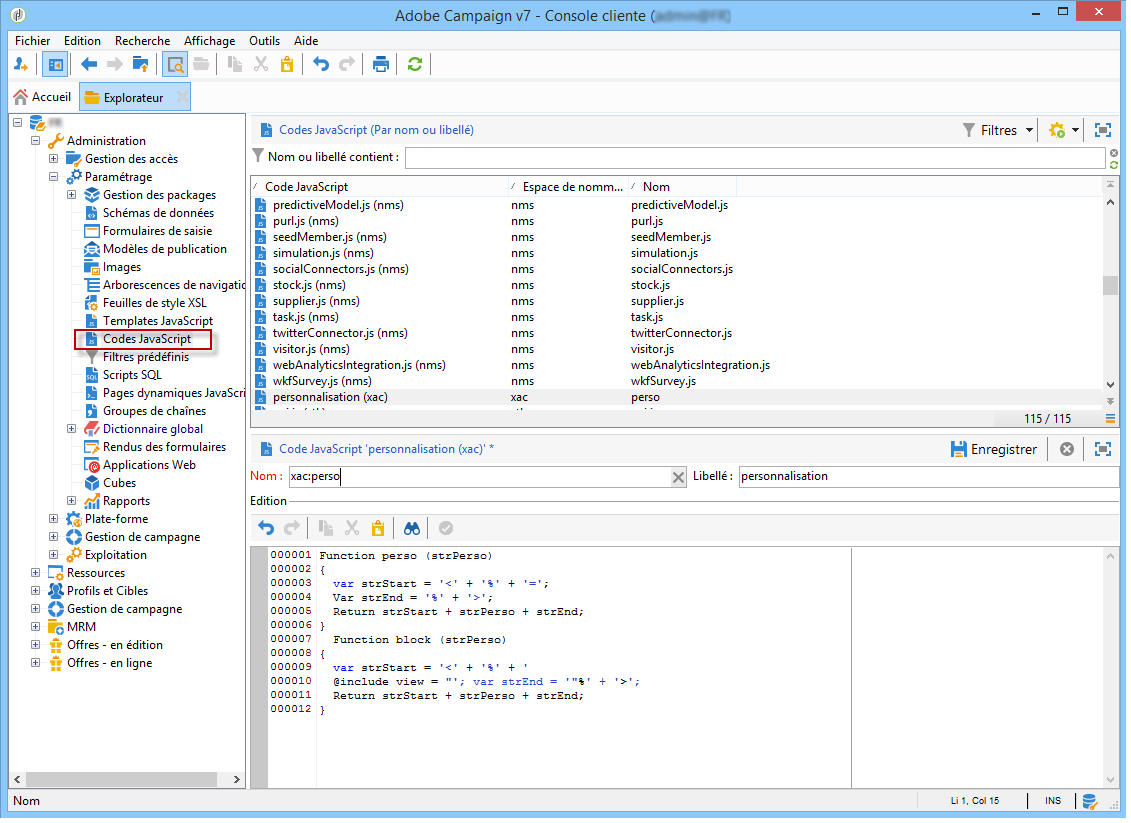 Adobe Campaign v7 - Console cliente (
Fichier Edition Recherche Affichage Outils Aide
Accueil Explorateur
Administration
Gestion des accès
Paramétrage
Gestion des packages
Schémas de données
Formulaires de saisie
Modèles de publication
Images
Arborescences de navigatio
Feuilles de style XSL
Templates JavaScript
Codes JavaScript
Filtres prédéfinis
Scripts SQL
Pages dynamiques JavaScri
Groupes de chaînes
Dictionnaire global
Rendus des formulaires
Applications Web
Cubes
Rapports
Plate-forme
Gestion de campagne
Exploitation
Ressources
Profils et Cibles
Gestion de campagne
MRM
Offres - en édition
Offres - en ligne
Codes JavaScript (Par nom ou libellé) Filtres
Nom ou libellé contient :
Code JavaScript Espace de nomm... Nom
predictiveModel.js (nms) nms predictiveModel.js
purl.js (nms) nms purl.js
seedMember.js (nms) nms seedMember.js
simulation.js (nms) nms simulation.js
socialConnectors.js (nms) nms socialConnectors.js
stock.js (nms) nms stock.js
supplier.js (nms) nms supplier.js
task.js (nms) nms task.js
twitterConnector.js (nms) nms twitterConnector.js
visitor.js (nms) nms visitor.js
webAnalyticsIntegration.js (nms) nms webAnalyticsIntegration.js
wkfSurvey.js (nms) nms wkfSurvey.js
personnalisation (xac) xac perso
115 / 115
Code JavaScript 'personnalisation (xac)' * Enregistrer
Nom : xac:perso Libellé : personnalisation
Edition
000001 Function perso (strPerso)
000002 {
000003 var strStart = '<' + '%' + '=';
000004 Var strEnd = '%' + '>';
000005 Return strStart + strPerso + strEnd;
000006 }
000007 Function block (strPerso)
000008 {
000009 var strStart = '<' + '%' + '
000010 @include view = "'; var strEnd = '"%' + '>';
000011 Return strStart + strPerso + strEnd;
000012 }
Nom Li 1, Col 15 INS